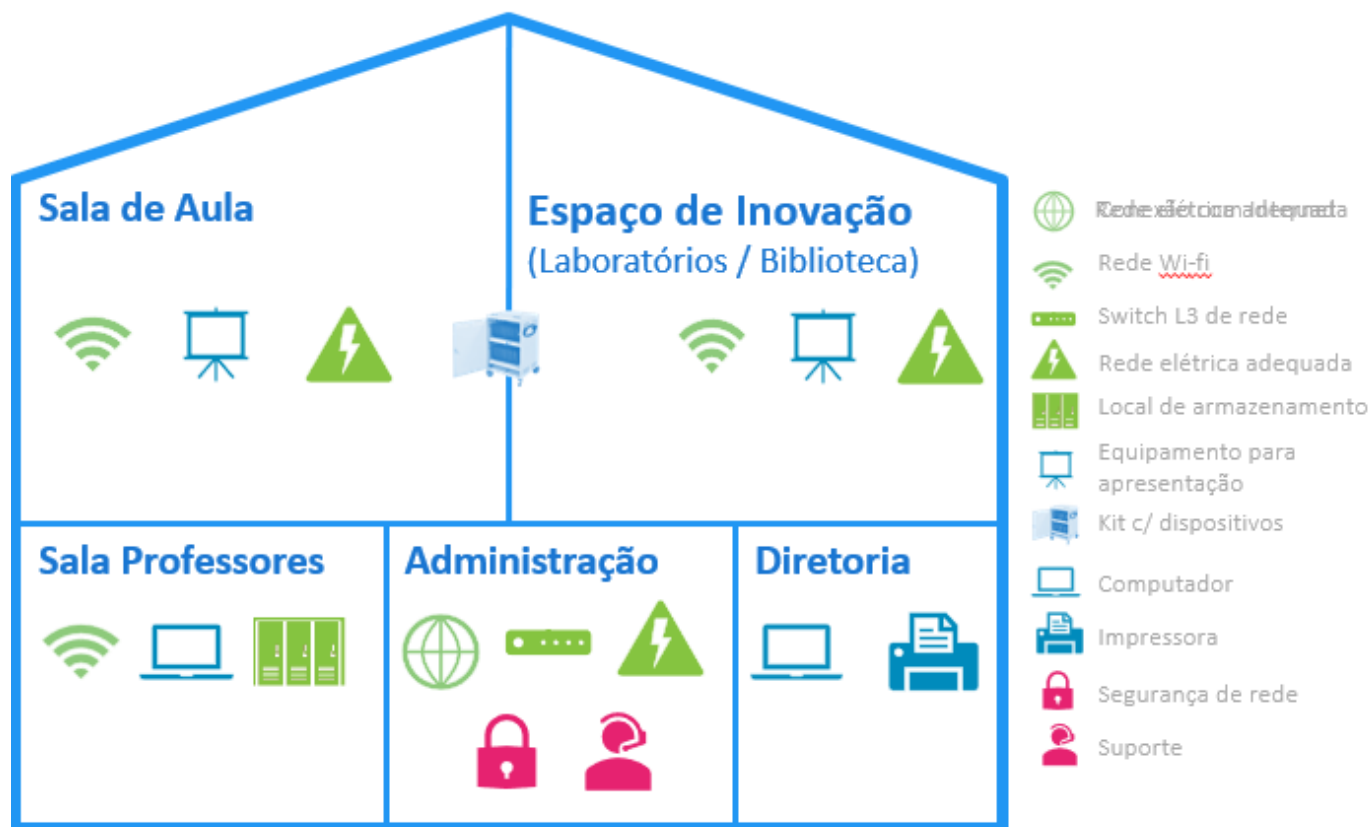 Sala de Aula
Espaço de Inovação
(Laboratórios / Biblioteca)
Sala Professores
Administração
Diretoria
Rede Wi-fi
Switch L3 de rede
Rede elétrica adequada
Local de armazenamento
Equipamento para
apresentação
Kit c/ dispositivos
Computador
Impressora
Segurança de rede
Suporte